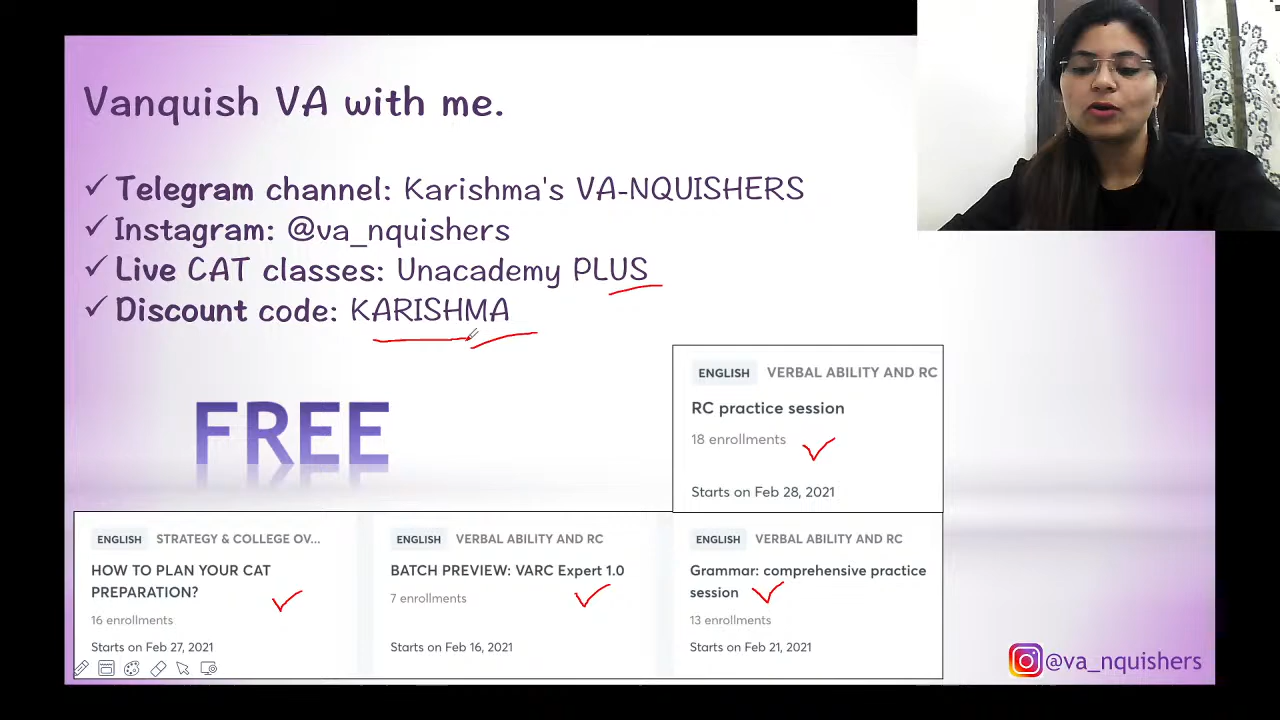 Vanquish VA with me.
✓ Telegram channel: Karishma's VA-NQUISHERS
✓ Instagram: @va_nquishers
✓ Live CAT classes: Unacademy PLUS
✓ Discount code: KARISHMA
FREE
ENGLISH VERBAL ABILITY AND RC
RC practice session
18 enrollments
Starts on Feb 28, 2021
ENGLISH STRATEGY & COLLEGE OV...
HOW TO PLAN YOUR CAT
PREPARATION?
16 enrollments
Starts on Feb 27, 2021
ENGLISH VERBAL ABILITY AND RC
BATCH PREVIEW: VARC Expert 1.0
7 enrollments
Starts on Feb 16, 2021
ENGLISH VERBAL ABILITY AND RC
Grammar: comprehensive practice
session
13 enrollments
Starts on Feb 21, 2021
@va_nquishers